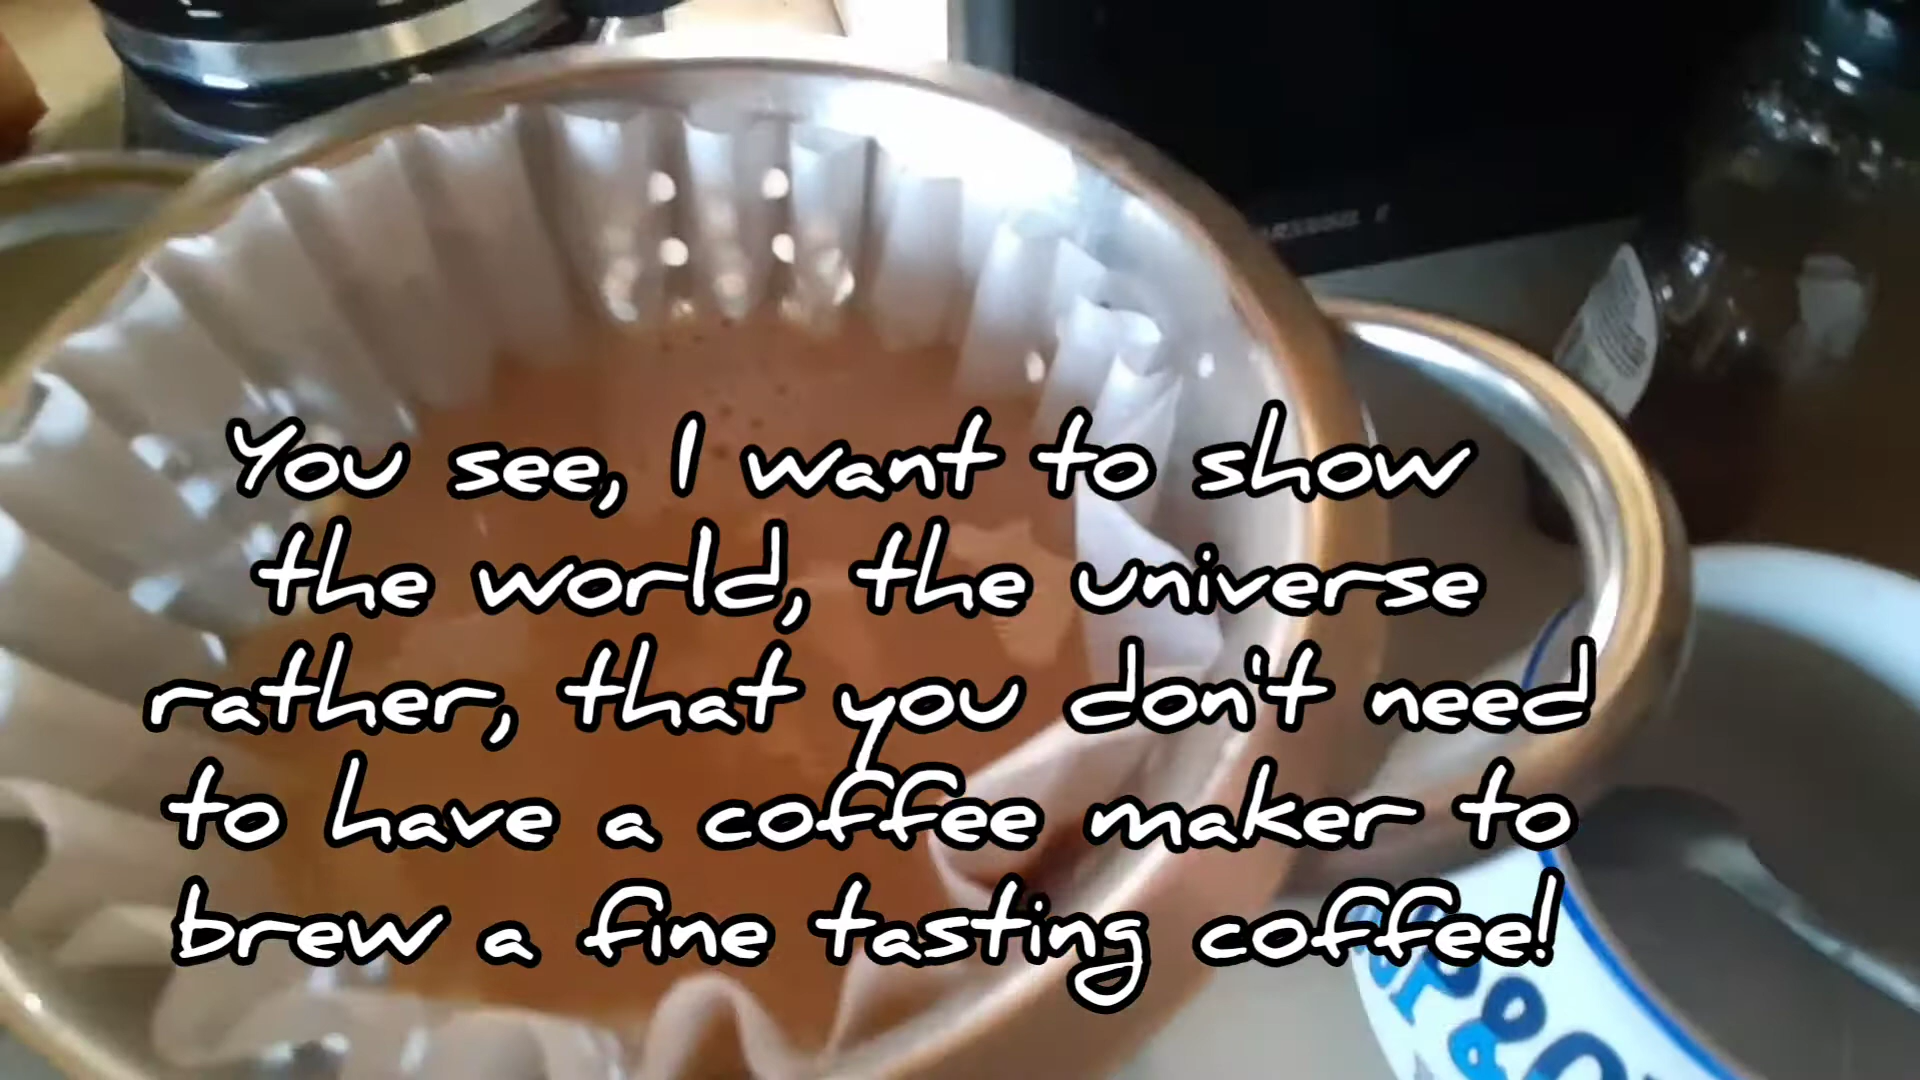 You see, I want to show
the world, the universe
rather, that you don't need
to have a coffee maker to
brew a fine tasting coffee!